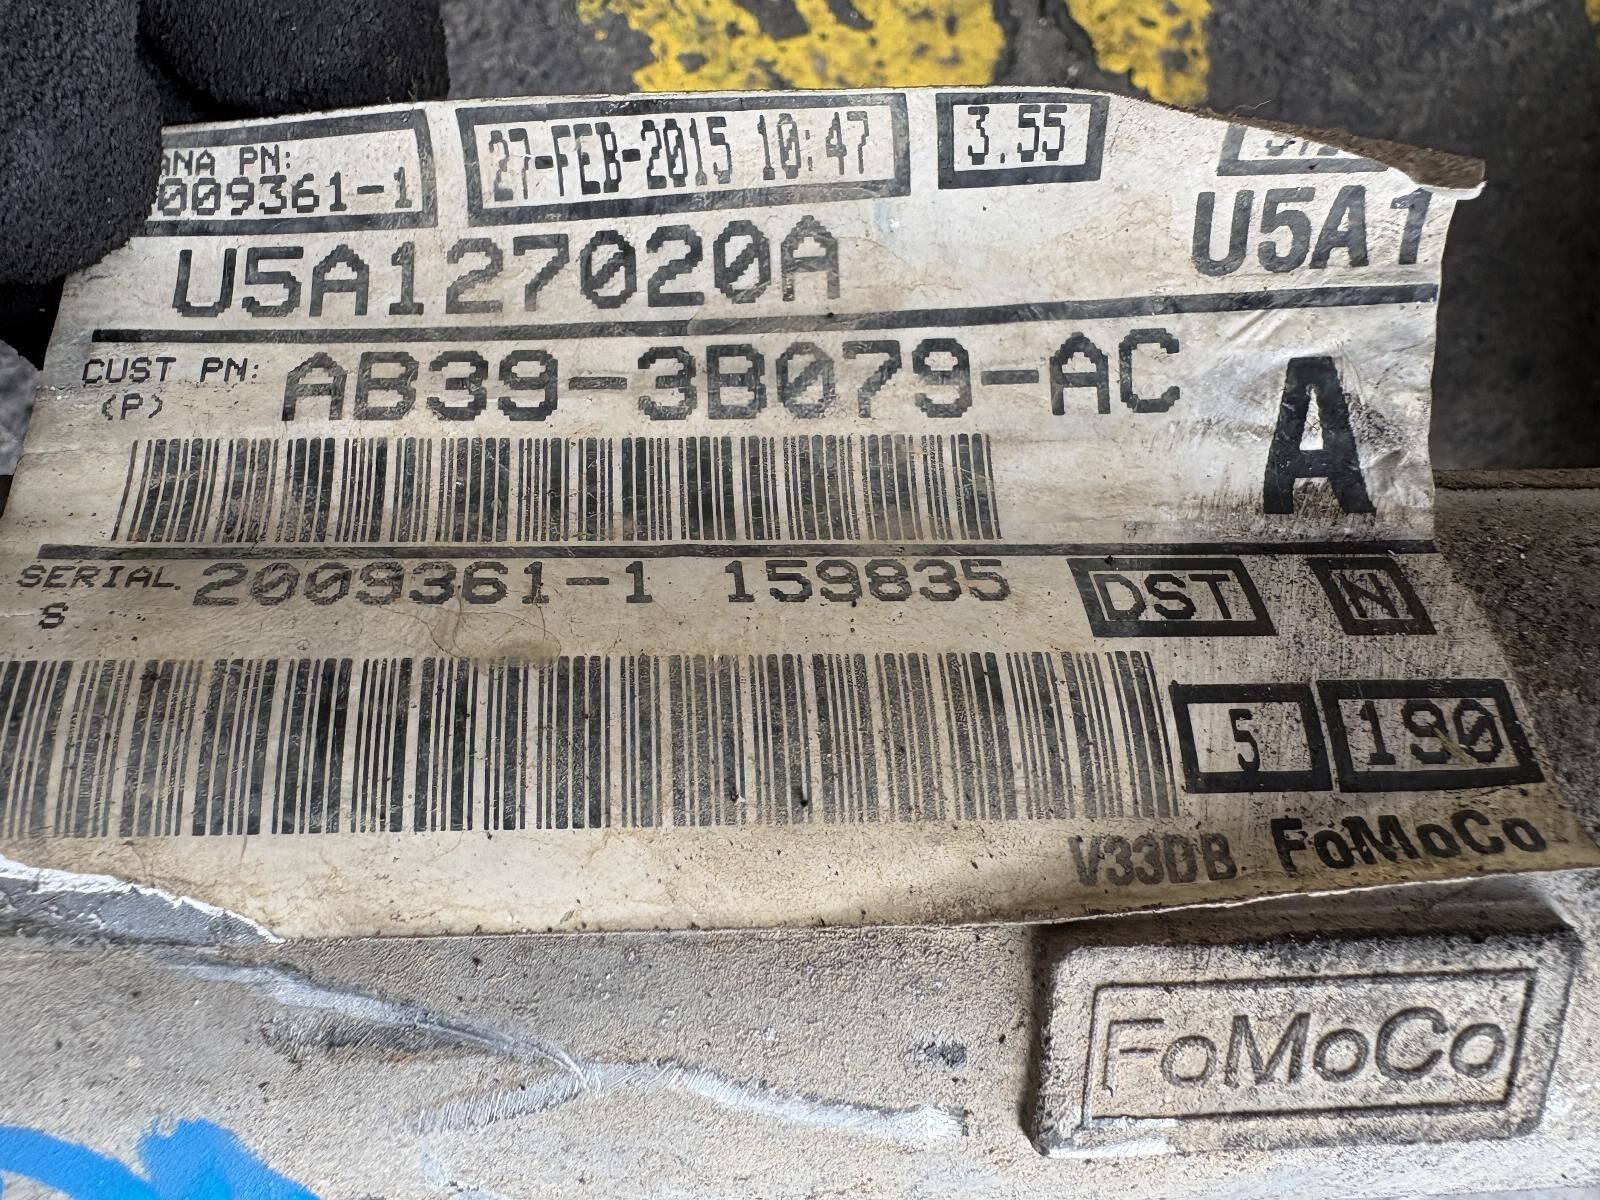 ANA PN:
009361-1
27-FEB-2015 10:47
3.55
U5A127020A
U5A1
CUST PN:
(P)
AB39-3B079-AC
A
SERIAL
S
2009361-1 159835
DST
N
5
190
V33DB FoMoCo
FoMoCo